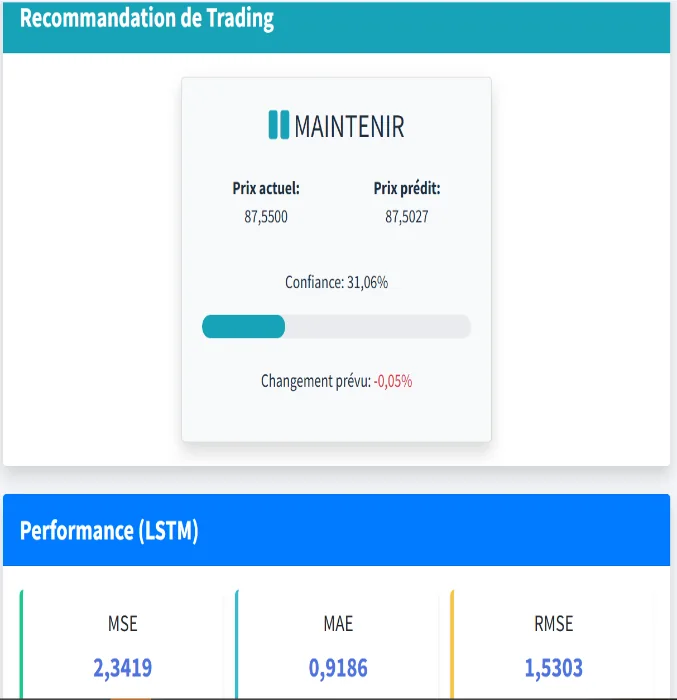 Recommandation de Trading
MAINTENIR
Prix actuel: Prix prédit:
87,5500 87,5027
Confiance: 31,06%
Changement prévu: -0,05%
Performance (LSTM)
MSE MAE RMSE
2,3419 0,9186 1,5303